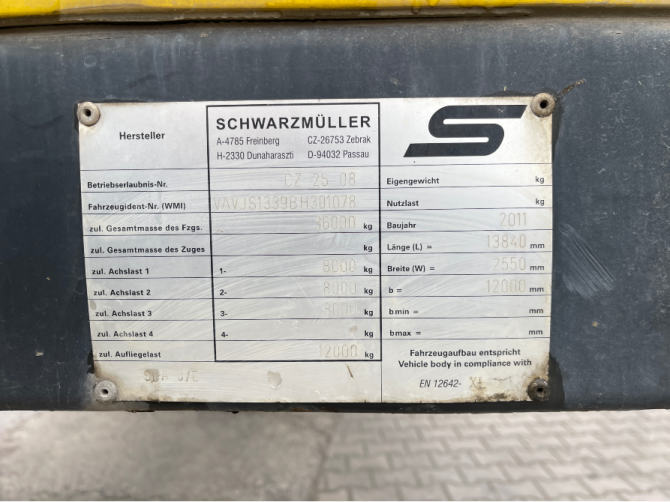 Hersteller
SCHWARZMÜLLER
A-4785 Freinberg CZ-26753 Zebrak
H-2330 Dunaharaszti D-94032 Passau
Betriebserlaubnis-Nr. CZ 25 08
Eigengewicht kg
Fahrzeugident-Nr. (WMI) VAVJS1339BH301078
Nutzlast kg
zul. Gesamtmasse des Fzgs. kg
Baujahr 2011
zul. Gesamtmasse des Zuges kg
Länge (L) = 13840 mm
zul. Achslast 1 1- 8000 kg
Breite (W) = 2550 mm
zul. Achslast 2 2- 8000 kg
b = 12000 mm
zul. Achslast 3 3- kg
bmin = mm
zul. Achslast 4 4- kg
bmax = mm
zul. Aufliegelast 12000 kg
Fahrzeugaufbau entspricht
Vehicle body in compliance with
EN 12642- XL